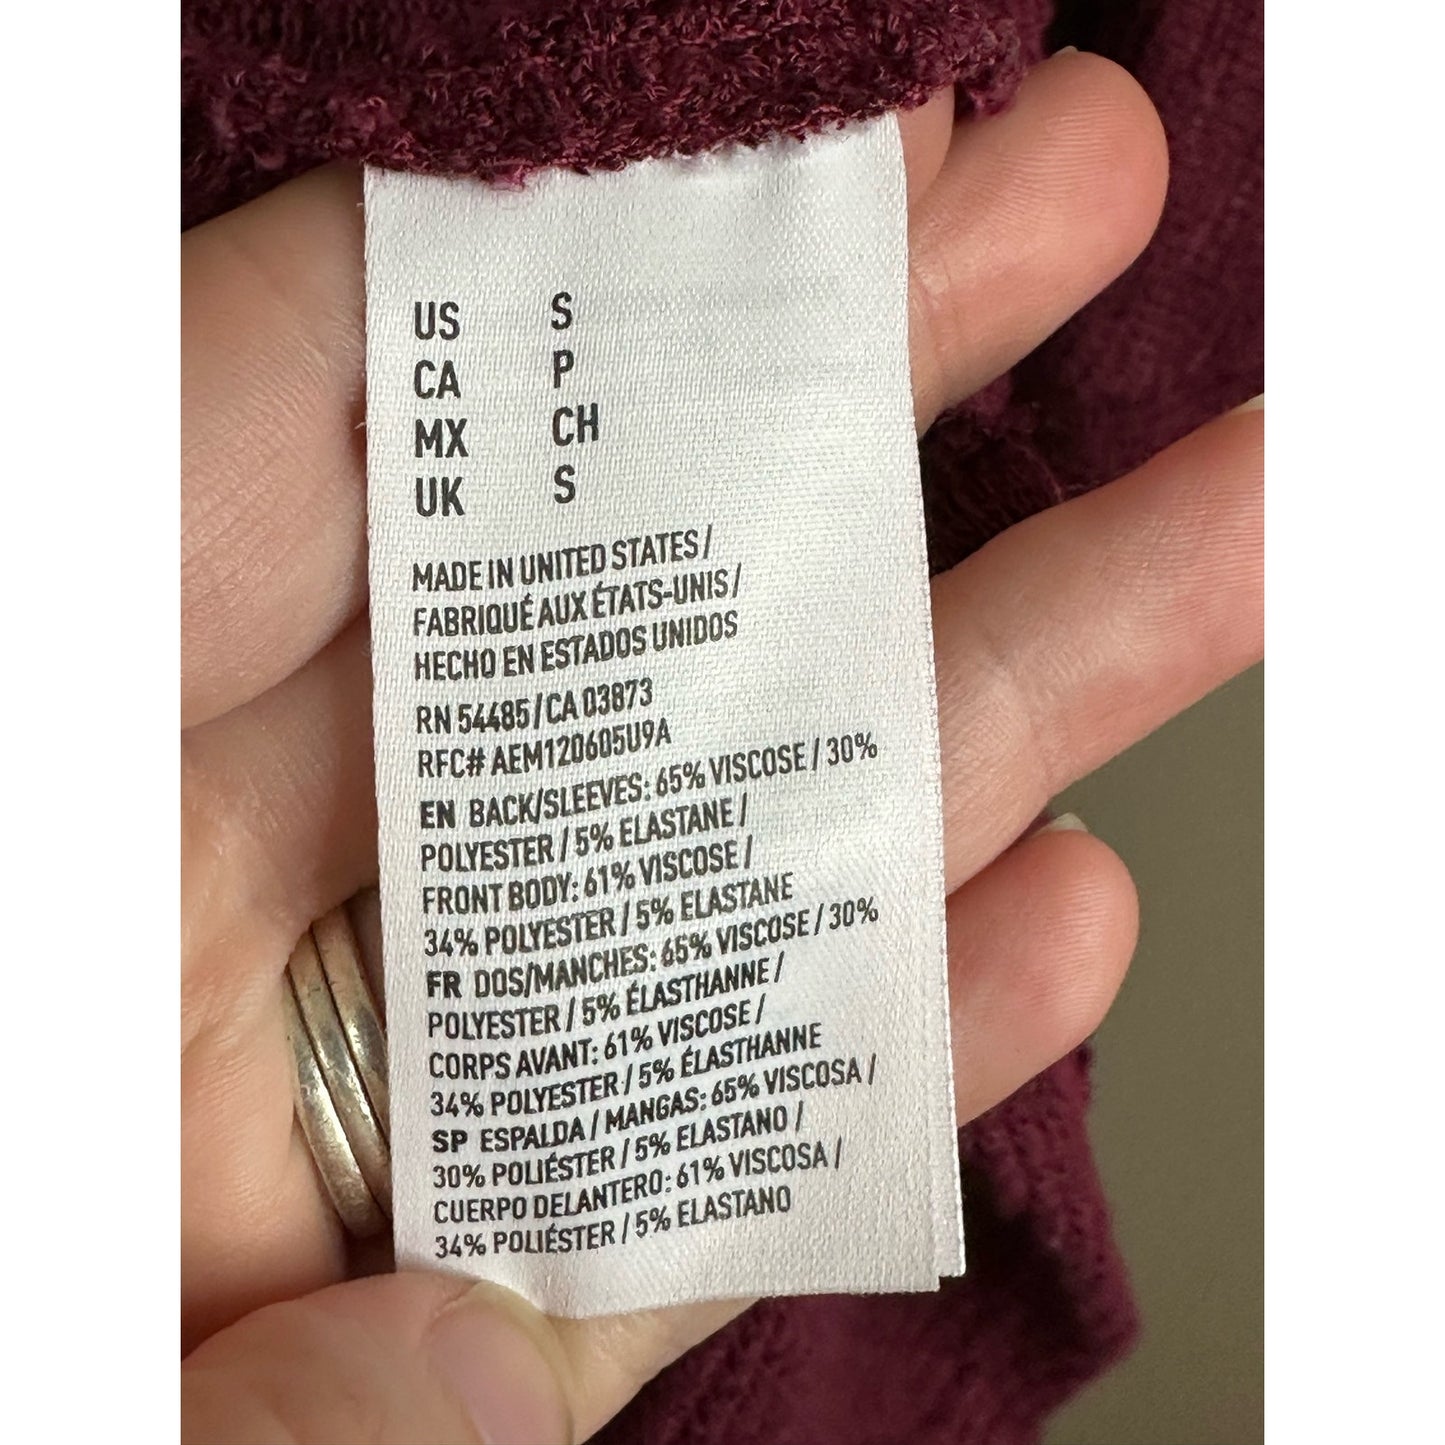 US S
CA P
MX CH
UK S
MADE IN UNITED STATES /
FABRIQUÉ AUX ÉTATS-UNIS /
HECHO EN ESTADOS UNIDOS
RN 54485 / CA 03873
RFC# AEM120605U9A
EN BACK/SLEEVES: 65% VISCOSE / 30%
POLYESTER / 5% ELASTANE /
FRONT BODY: 61% VISCOSE /
34% POLYESTER / 5% ELASTANE
FR DOS/MANCHES: 65% VISCOSE / 30%
POLYESTER / 5% ÉLASTHANNE /
CORPS AVANT: 61% VISCOSE /
34% POLYESTER / 5% ÉLASTHANNE
SP ESPALDA / MANGAS: 65% VISCOSA /
30% POLIÉSTER / 5% ELASTANO /
CUERPO DELANTERO: 61% VISCOSA /
34% POLIÉSTER / 5% ELASTANO